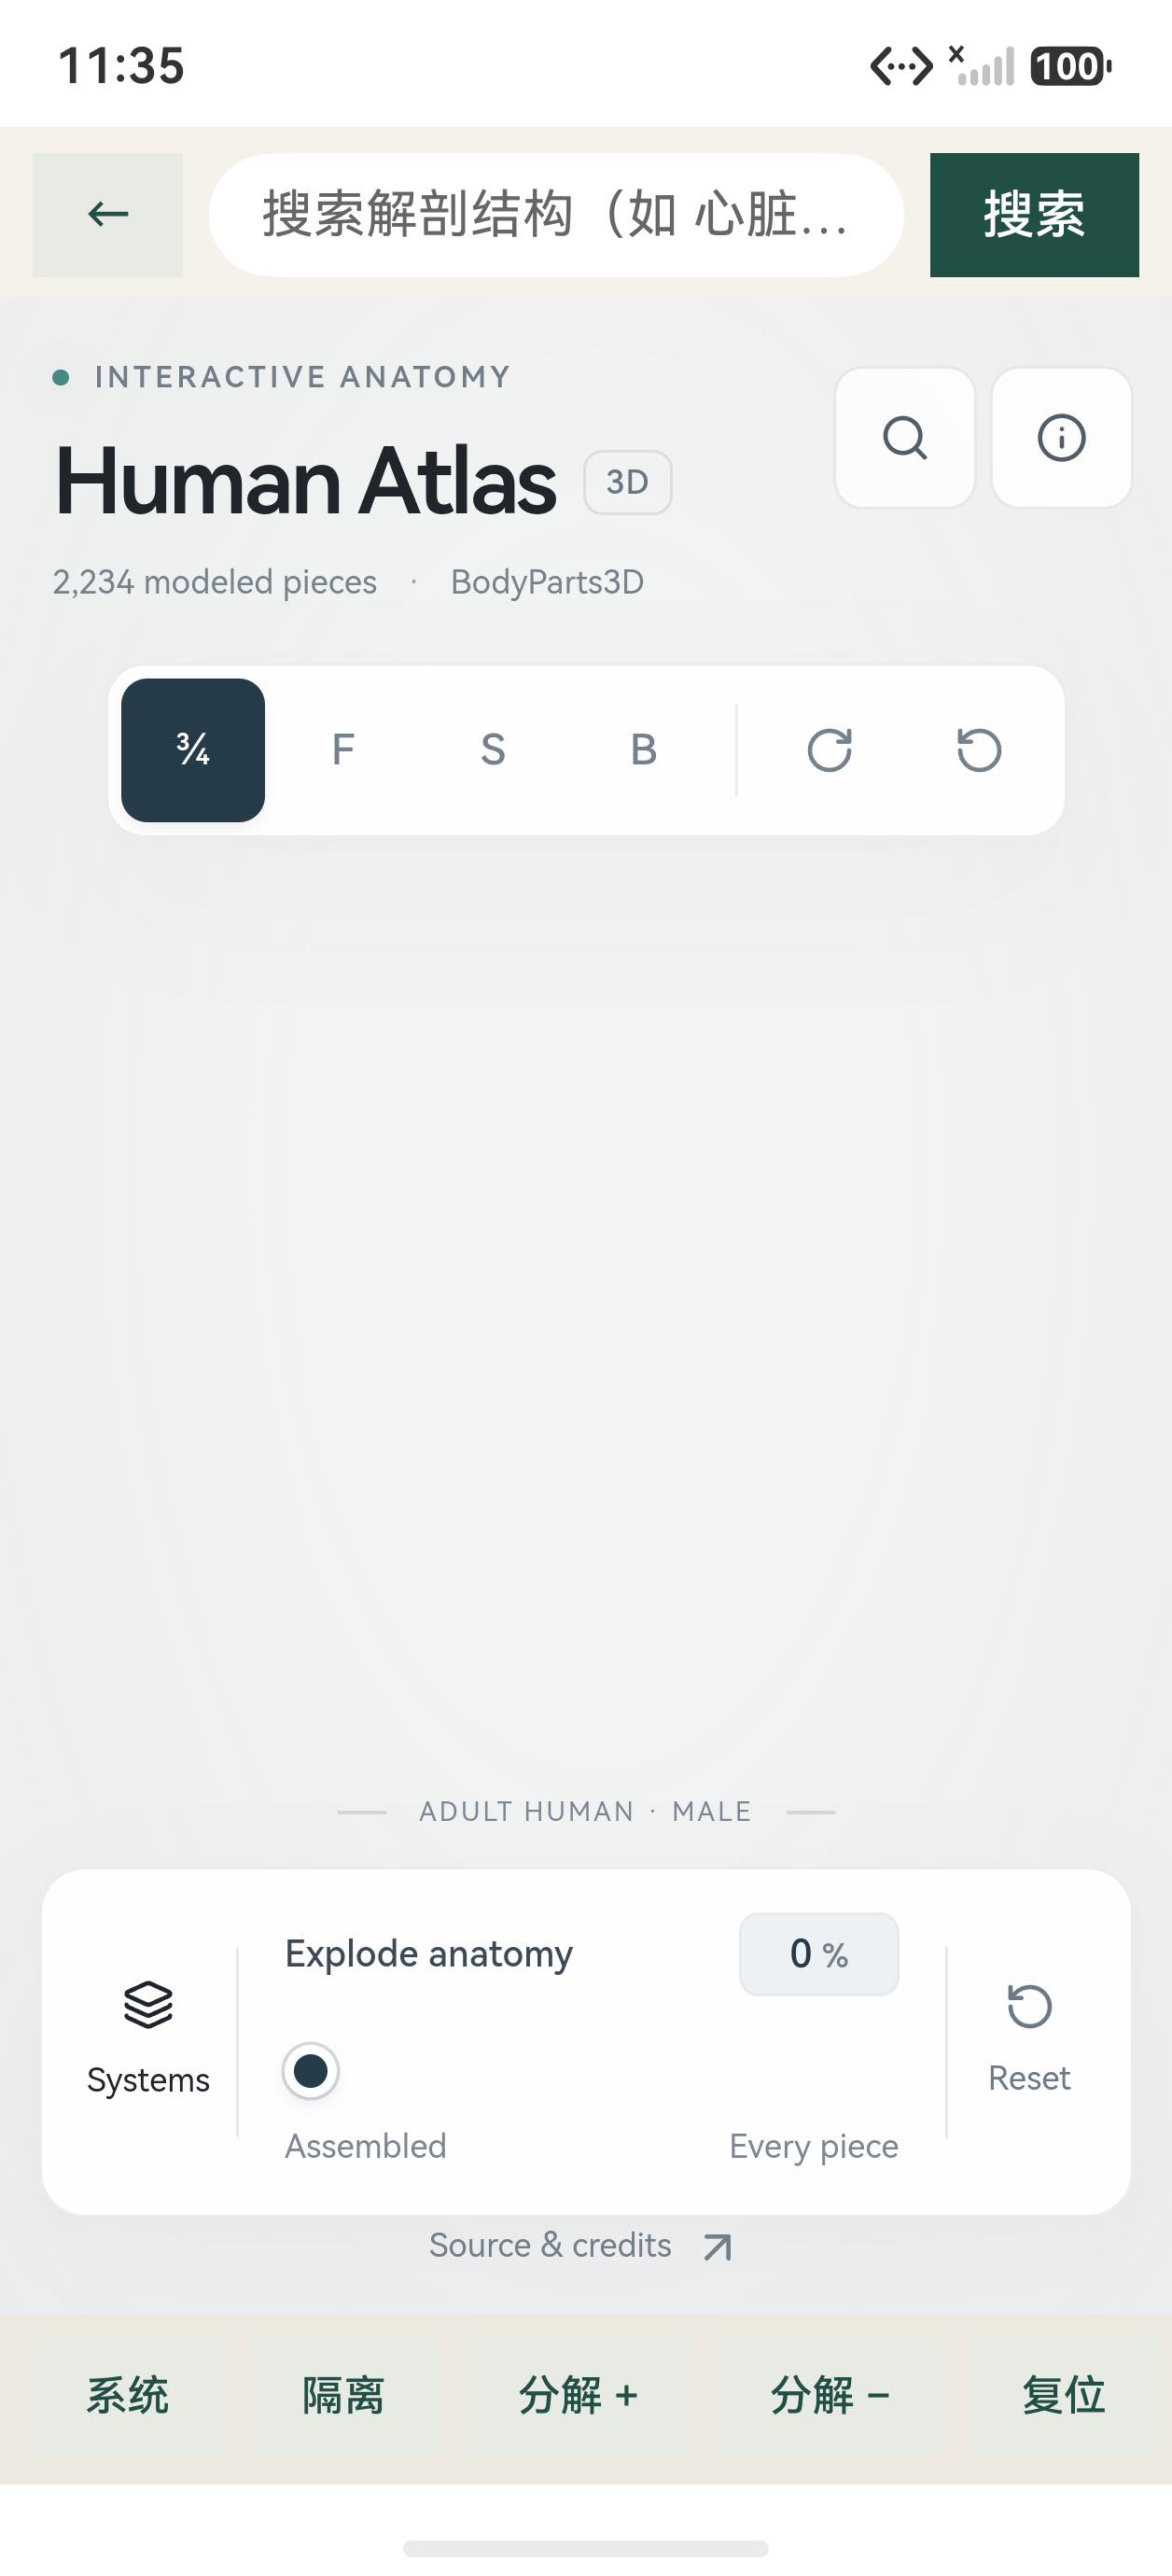 11:35
100
搜索解剖结构（如 心脏…
搜索
INTERACTIVE ANATOMY
Human Atlas 3D
2,234 modeled pieces · BodyParts3D
¾ F S B
ADULT HUMAN · MALE
Explode anatomy 0 %
Systems
Reset
Assembled Every piece
Source & credits
系统 隔离 分解 + 分解 − 复位